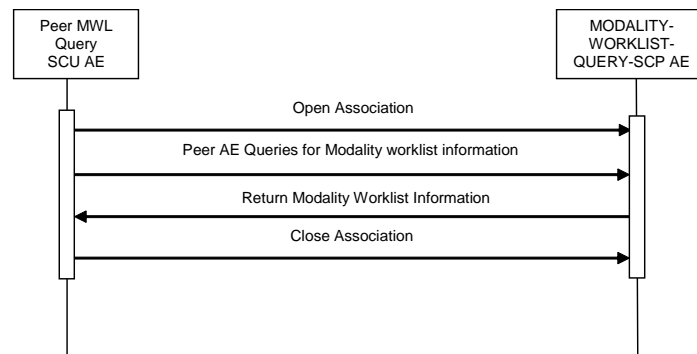 Peer MWL
Query
SCU AE
MODALITY-
WORKLIST-
QUERY-SCP AE
Open Association
Peer AE Queries for Modality worklist information
Return Modality Worklist Information
Close Association